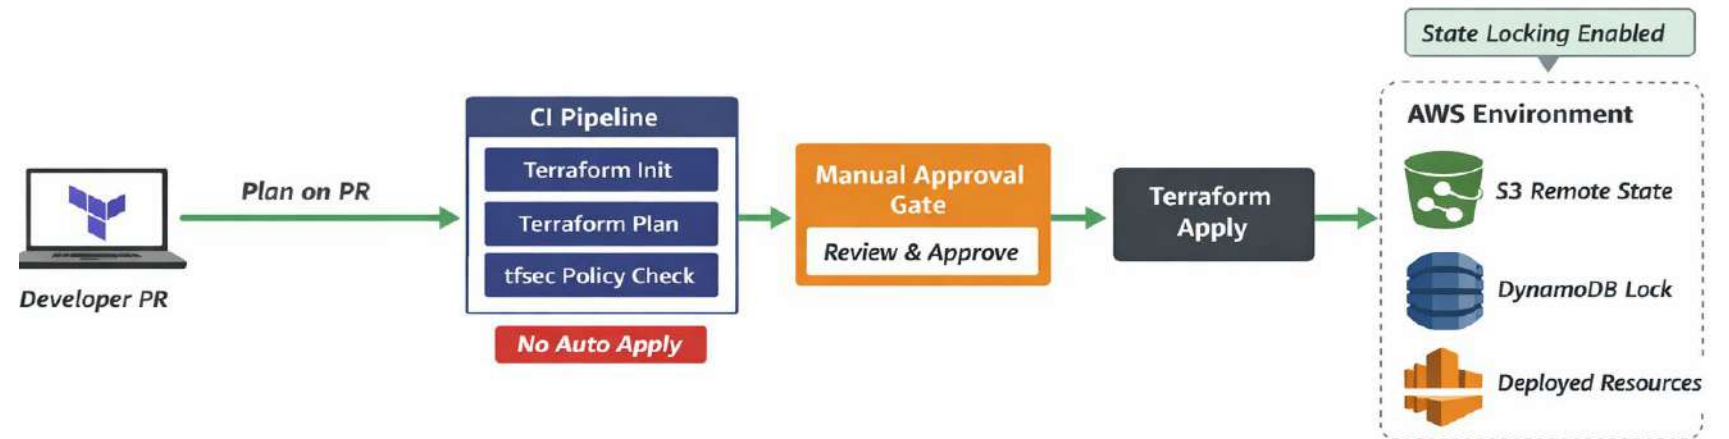 State Locking Enabled
Developer PR
Plan on PR
CI Pipeline
Terraform Init
Terraform Plan
tfsec Policy Check
No Auto Apply
Manual Approval
Gate
Review & Approve
Terraform
Apply
AWS Environment
S3 Remote State
DynamoDB Lock
Deployed Resources